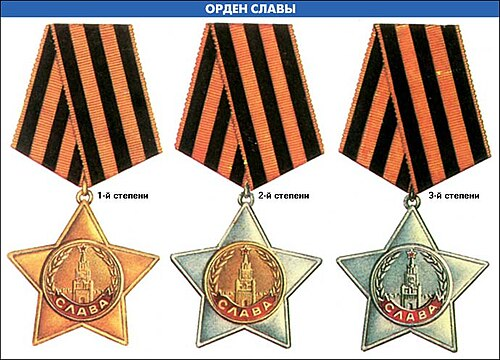 ОРДЕН СЛАВЫ
1-й степени
2-й степени
3-й степени
СЛАВА
СЛАВА
СЛАВА